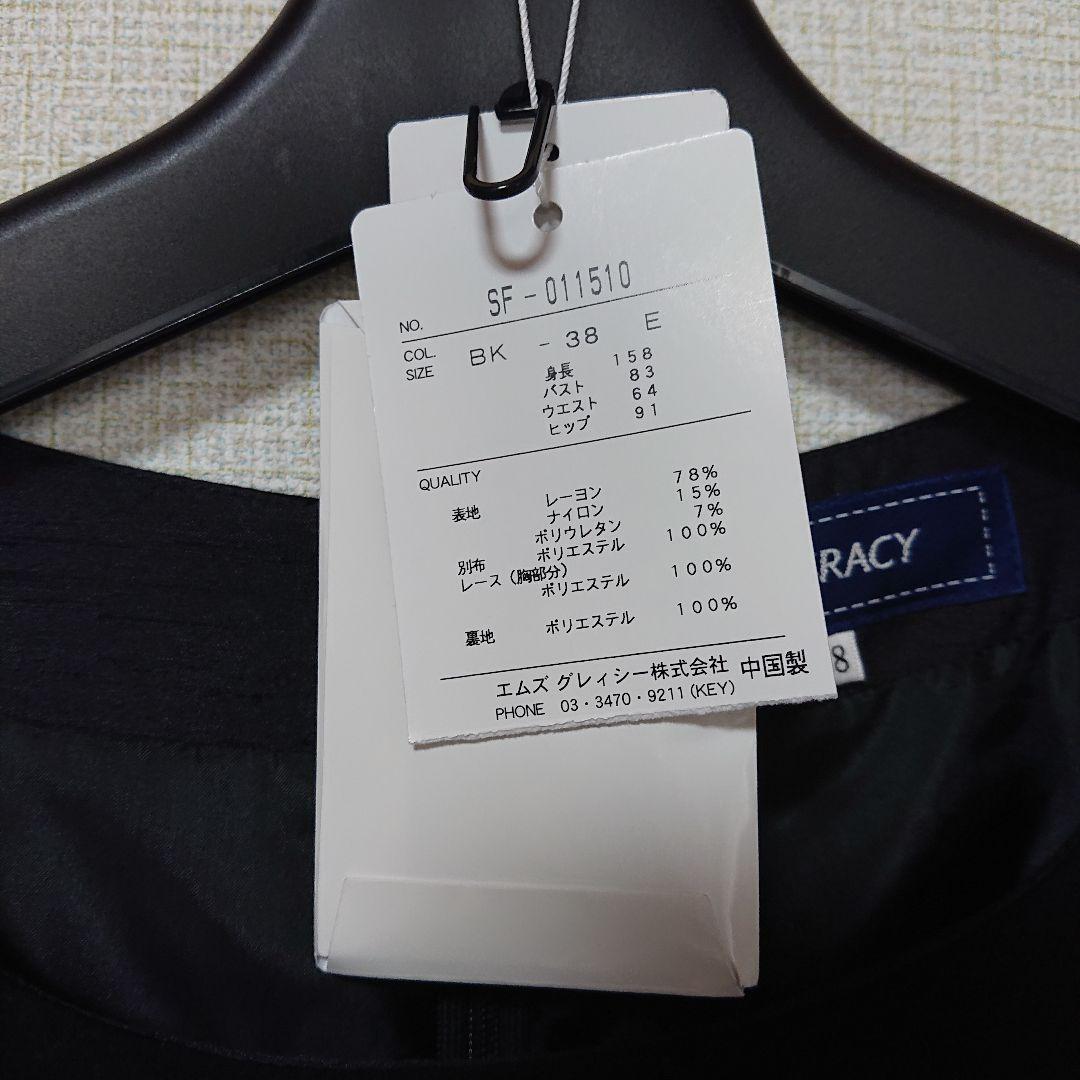 NO. SF-011510
COL. BK - 38 E
SIZE
身長 158
バスト 83
ウエスト 64
ヒップ 91
QUALITY
表地 レーヨン 78%
ナイロン 15%
ポリウレタン 7%
別布 ポリエステル 100%
レース(胸部分)
ポリエステル 100%
裏地 ポリエステル 100%
エムズ グレィシー株式会社 中国製
PHONE 03・3470・9211(KEY)
RACY
8